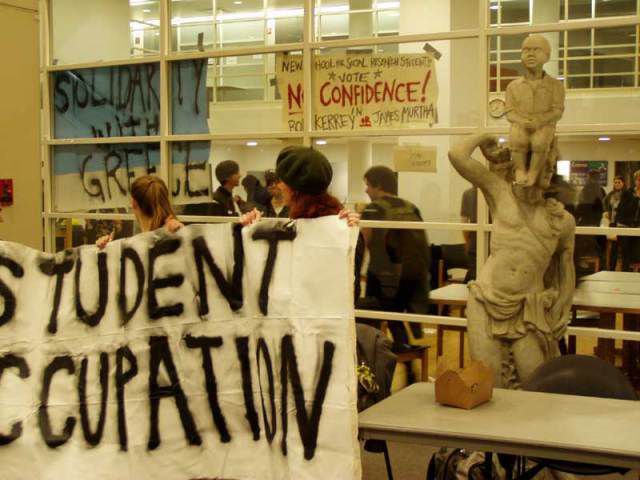 SOLIDARITY
WITH
GREECE
NEW SCHOOL FOR SOCIAL RESEARCH STUDENTS
VOTE
NO CONFIDENCE!
KERREY JAMES MURTHA
STUDENT
OCCUPATION